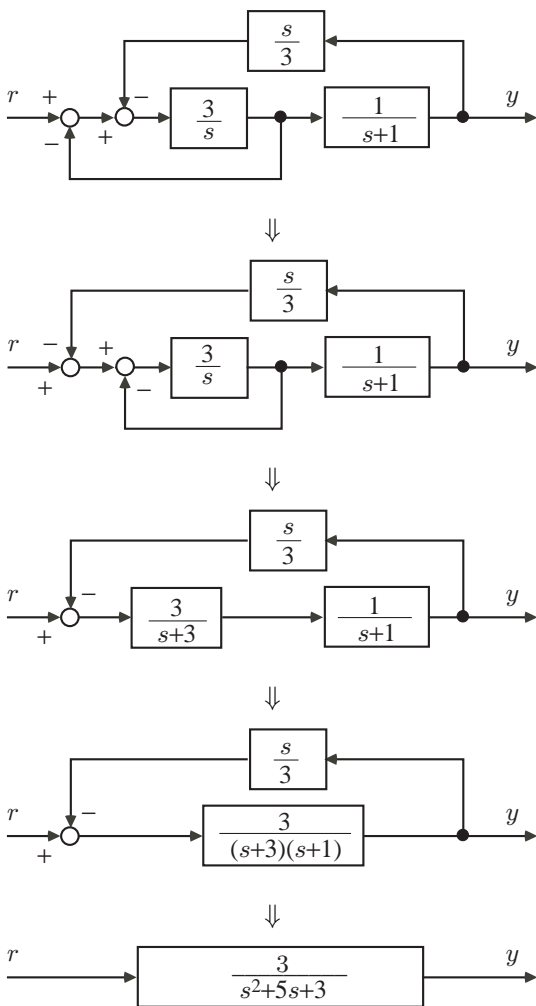 s/3
r + − 3/s 1/(s+1) y
− +
⇓
s/3
r − + 3/s 1/(s+1) y
+ −
⇓
s/3
r − 3/(s+3) 1/(s+1) y
+
⇓
s/3
r − 3/((s+3)(s+1)) y
+
⇓
r 3/(s²+5s+3) y